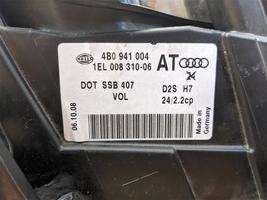 HELLA
4B0 941 004
1EL 008 310-06
AT
DOT SSB 407
D2S H7
VOL
24/2.2cp
06.10.08
Made in
Germany